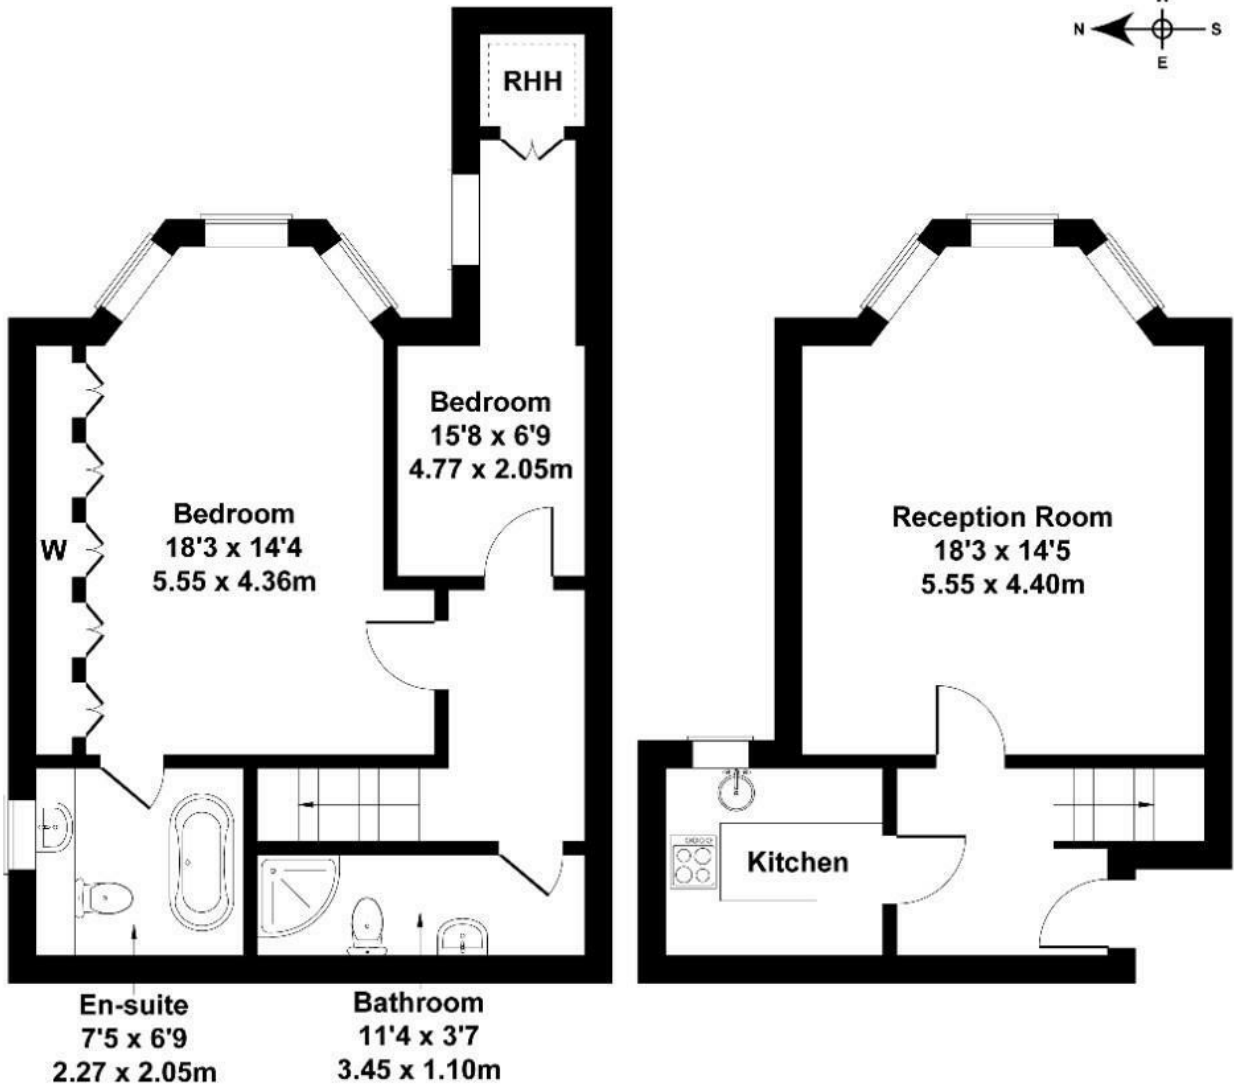 N
S
E
RHH
Bedroom
15'8 x 6'9
4.77 x 2.05m
Bedroom
18'3 x 14'4
5.55 x 4.36m
W
Reception Room
18'3 x 14'5
5.55 x 4.40m
Kitchen
En-suite
7'5 x 6'9
2.27 x 2.05m
Bathroom
11'4 x 3'7
3.45 x 1.10m